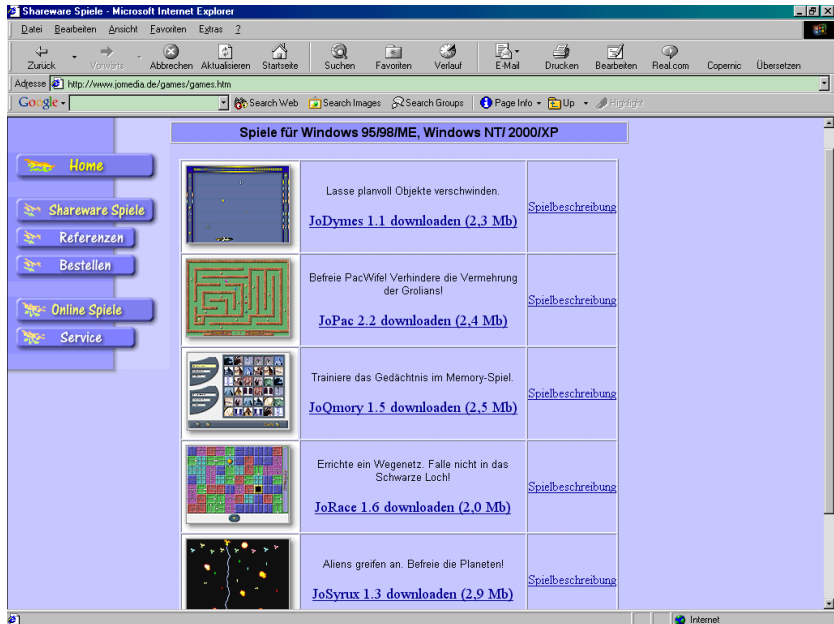 Shareware Spiele - Microsoft Internet Explorer
Datei Bearbeiten Ansicht Favoriten Extras ?
Zurück Vorwärts Abbrechen Aktualisieren Startseite Suchen Favoriten Verlauf E-Mail Drucken Bearbeiten Real.com Copernic Übersetzen
Adresse http://www.jomedia.de/games/games.htm
Google Search Web Search Images Search Groups Page Info Up Highlight
Spiele für Windows 95/98/ME, Windows NT/ 2000/XP
Home
Shareware Spiele
Referenzen
Bestellen
Online Spiele
Service
Lasse planvoll Objekte verschwinden.
JoDymes 1.1 downloaden (2,3 Mb)
Spielbeschreibung
Befreie PacWife! Verhindere die Vermehrung
der Grolians!
JoPac 2.2 downloaden (2,4 Mb)
Spielbeschreibung
Trainiere das Gedächtnis im Memory-Spiel.
JoQmory 1.5 downloaden (2,5 Mb)
Spielbeschreibung
Errichte ein Wegenetz. Falle nicht in das
Schwarze Loch!
JoRace 1.6 downloaden (2,0 Mb)
Spielbeschreibung
Aliens greifen an. Befreie die Planeten!
JoSyrux 1.3 downloaden (2,9 Mb)
Spielbeschreibung
Internet